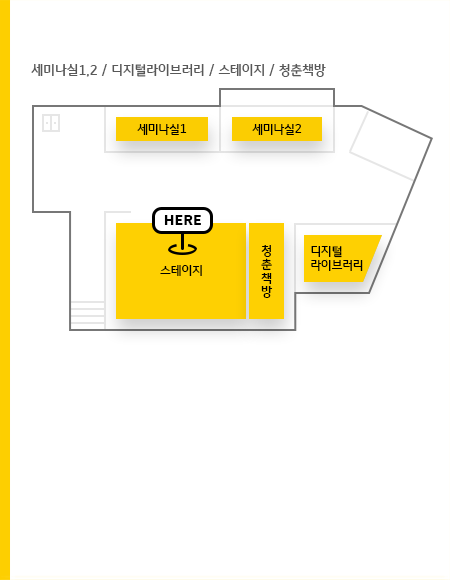 세미나실1,2 / 디지털라이브러리 / 스테이지 / 청춘책방
세미나실1
세미나실2
HERE
스테이지
청춘책방
디지털
라이브러리